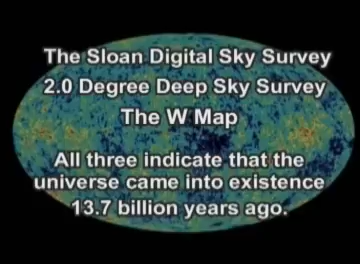 The Sloan Digital Sky Survey
2.0 Degree Deep Sky Survey
The W Map
All three indicate that the
universe came into existence
13.7 billion years ago.